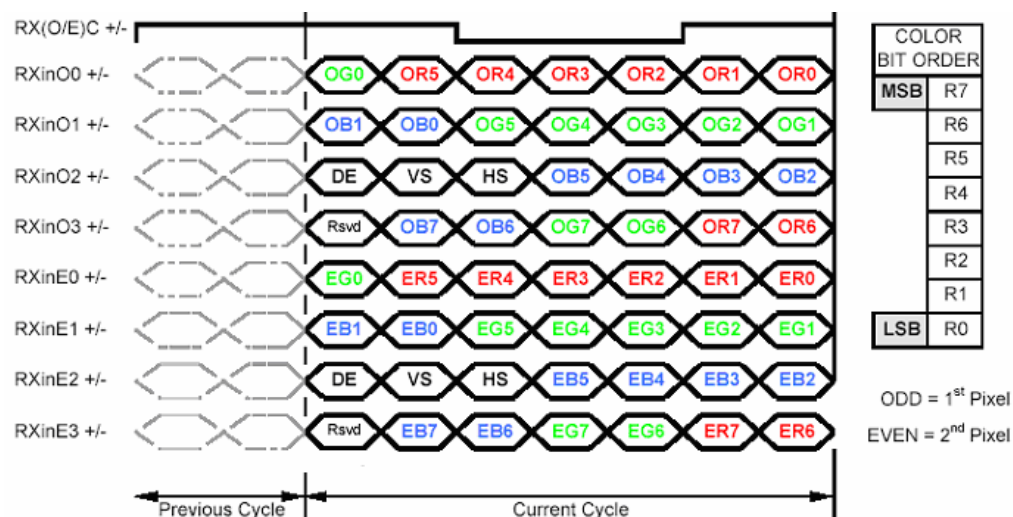 RX(O/E)C +/-
RXinO0 +/- OG0 OR5 OR4 OR3 OR2 OR1 OR0
RXinO1 +/- OB1 OB0 OG5 OG4 OG3 OG2 OG1
RXinO2 +/- DE VS HS OB5 OB4 OB3 OB2
RXinO3 +/- Rsvd OB7 OB6 OG7 OG6 OR7 OR6
RXinE0 +/- EG0 ER5 ER4 ER3 ER2 ER1 ER0
RXinE1 +/- EB1 EB0 EG5 EG4 EG3 EG2 EG1
RXinE2 +/- DE VS HS EB5 EB4 EB3 EB2
RXinE3 +/- Rsvd EB7 EB6 EG7 EG6 ER7 ER6
Previous Cycle
Current Cycle
COLOR
BIT ORDER
MSB R7
R6
R5
R4
R3
R2
R1
LSB R0
ODD = 1st Pixel
EVEN = 2nd Pixel